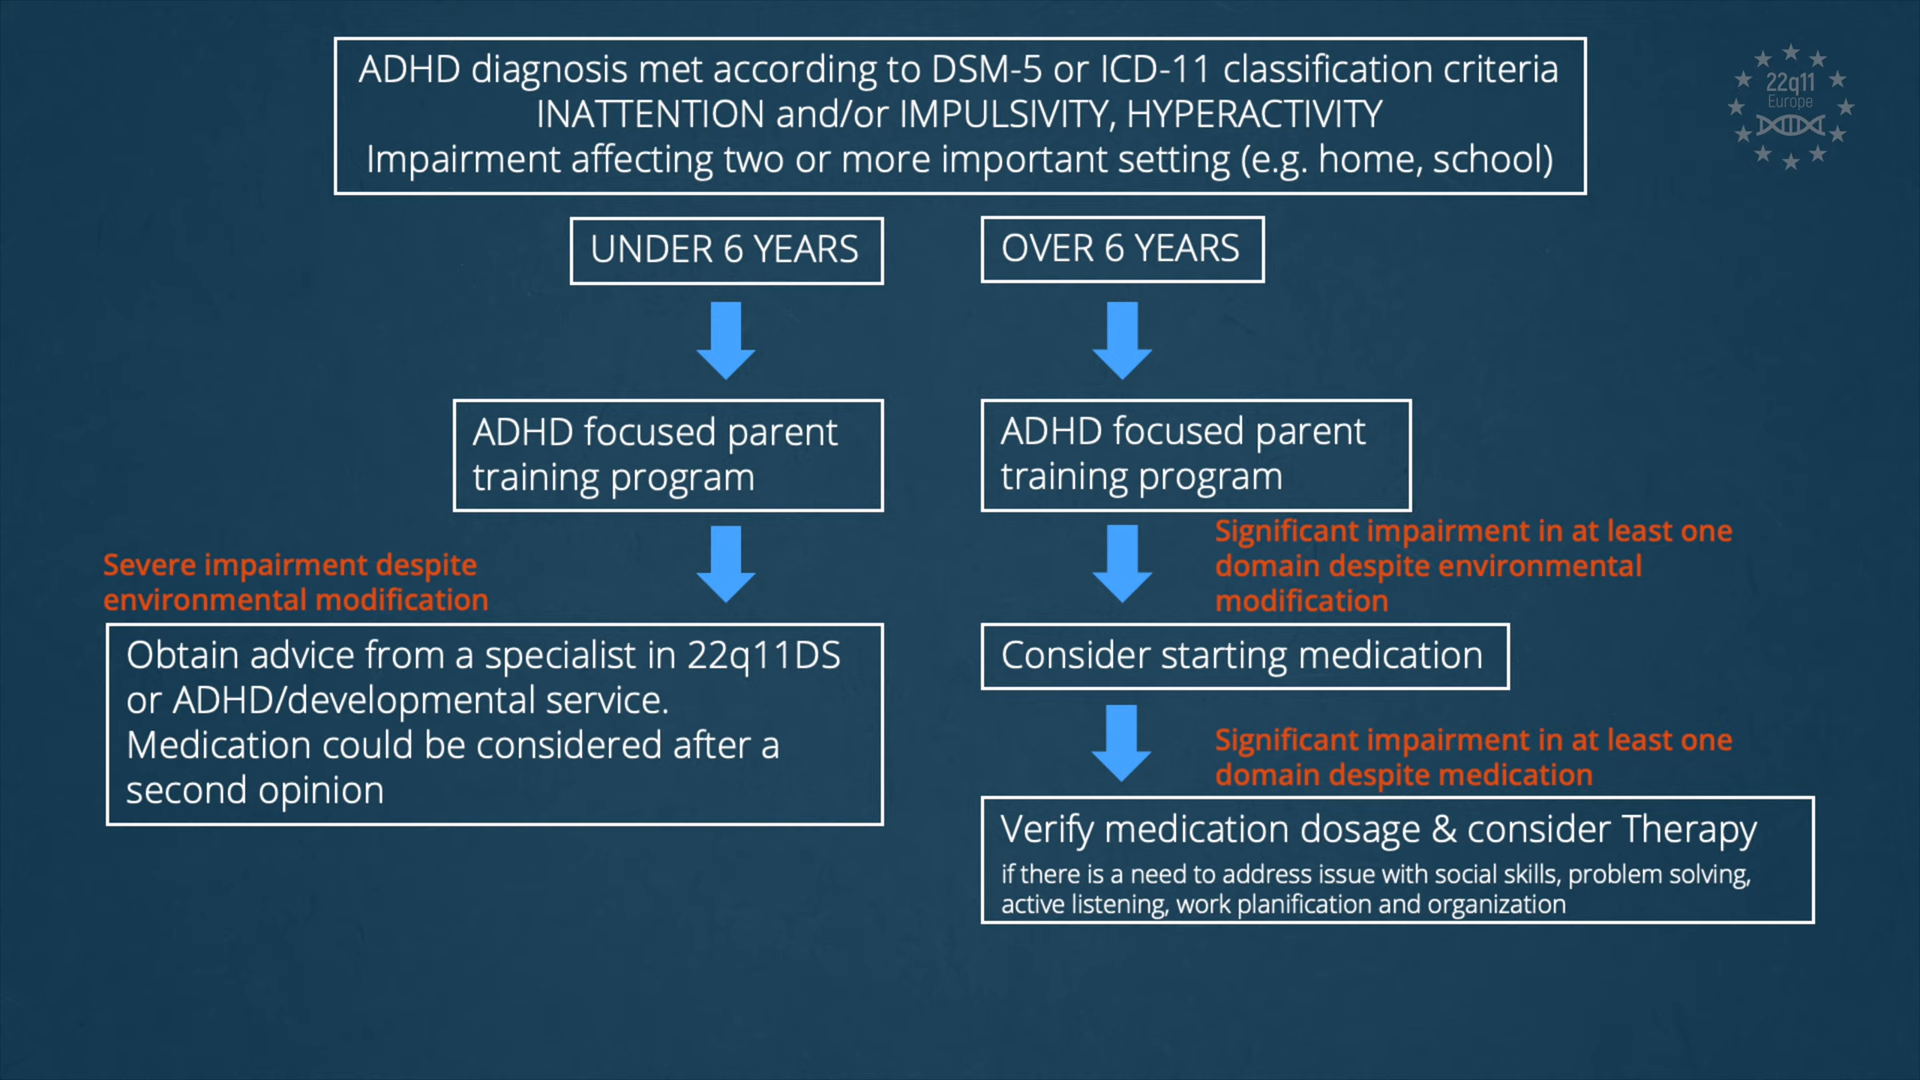 ADHD diagnosis met according to DSM-5 or ICD-11 classification criteria
INATTENTION and/or IMPULSIVITY, HYPERACTIVITY
Impairment affecting two or more important setting (e.g. home, school)
22q11
Europe
UNDER 6 YEARS
OVER 6 YEARS
ADHD focused parent
training program
ADHD focused parent
training program
Severe impairment despite
environmental modification
Significant impairment in at least one
domain despite environmental
modification
Obtain advice from a specialist in 22q11DS
or ADHD/developmental service.
Medication could be considered after a
second opinion
Consider starting medication
Significant impairment in at least one
domain despite medication
Verify medication dosage & consider Therapy
if there is a need to address issue with social skills, problem solving,
active listening, work planification and organization